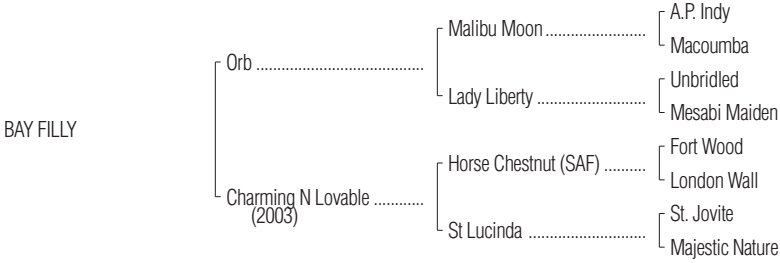 A.P. Indy
Malibu Moon ........................
Macoumba
Orb ........................................
Unbridled
Lady Liberty ..........................
Mesabi Maiden
BAY FILLY
Fort Wood
Horse Chestnut (SAF) ..........
London Wall
Charming N Lovable ............
(2003)
St. Jovite
St Lucinda ............................
Majestic Nature